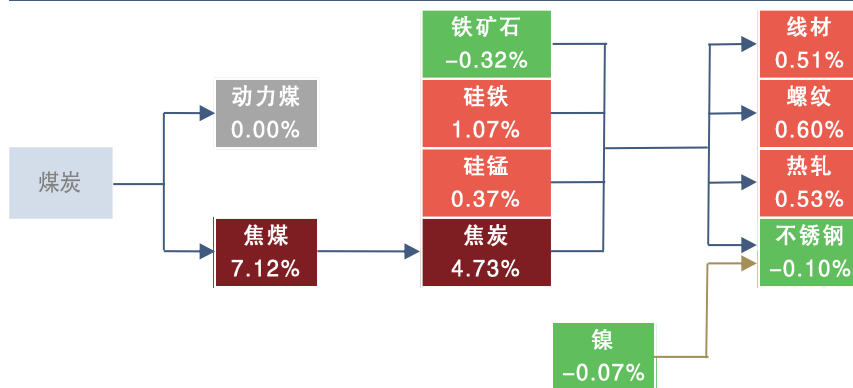 煤炭
动力煤
0.00%
焦煤
7.12%
铁矿石
-0.32%
硅铁
1.07%
硅锰
0.37%
焦炭
4.73%
线材
0.51%
螺纹
0.60%
热轧
0.53%
不锈钢
-0.10%
镍
-0.07%